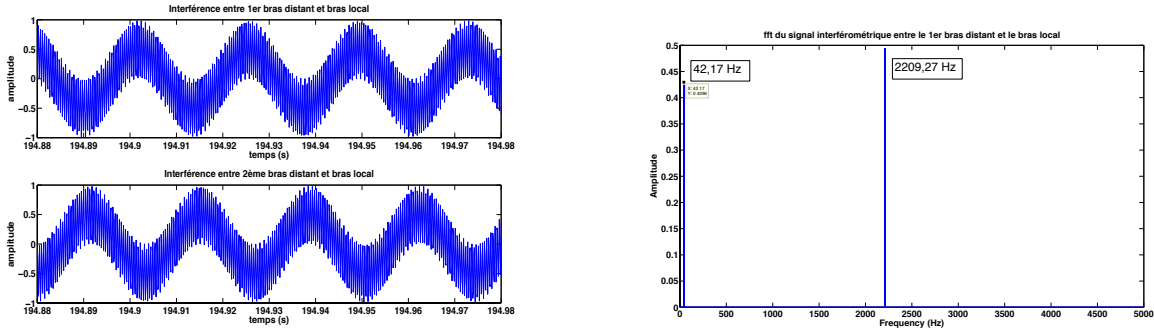 Interférence entre 1er bras distant et bras local
amplitude
1
0.5
0
−0.5
−1
194.88 194.89 194.9 194.91 194.92 194.93 194.94 194.95 194.96 194.97 194.98
temps (s)
Interférence entre 2ème bras distant et bras local
amplitude
1
0.5
0
−0.5
−1
194.88 194.89 194.9 194.91 194.92 194.93 194.94 194.95 194.96 194.97 194.98
temps (s)
fft du signal interférométrique entre le 1er bras distant et le bras local
Amplitude
0.5
0.45
0.4
0.35
0.3
0.25
0.2
0.15
0.1
0.05
0
42,17 Hz
X: 42.17
Y: 0.4296
2209,27 Hz
0 500 1000 1500 2000 2500 3000 3500 4000 4500 5000
Frequency (Hz)